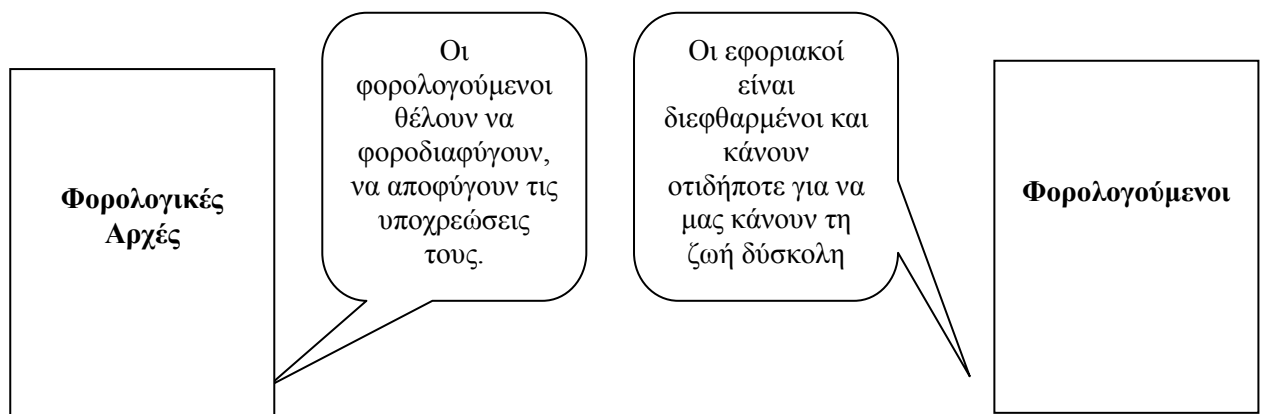 Φορολογικές
Αρχές
Οι
φορολογούμενοι
θέλουν να
φοροδιαφύγουν,
να αποφύγουν τις
υποχρεώσεις
τους.
Οι εφοριακοί
είναι
διεφθαρμένοι και
κάνουν
οτιδήποτε για να
μας κάνουν τη
ζωή δύσκολη
Φορολογούμενοι